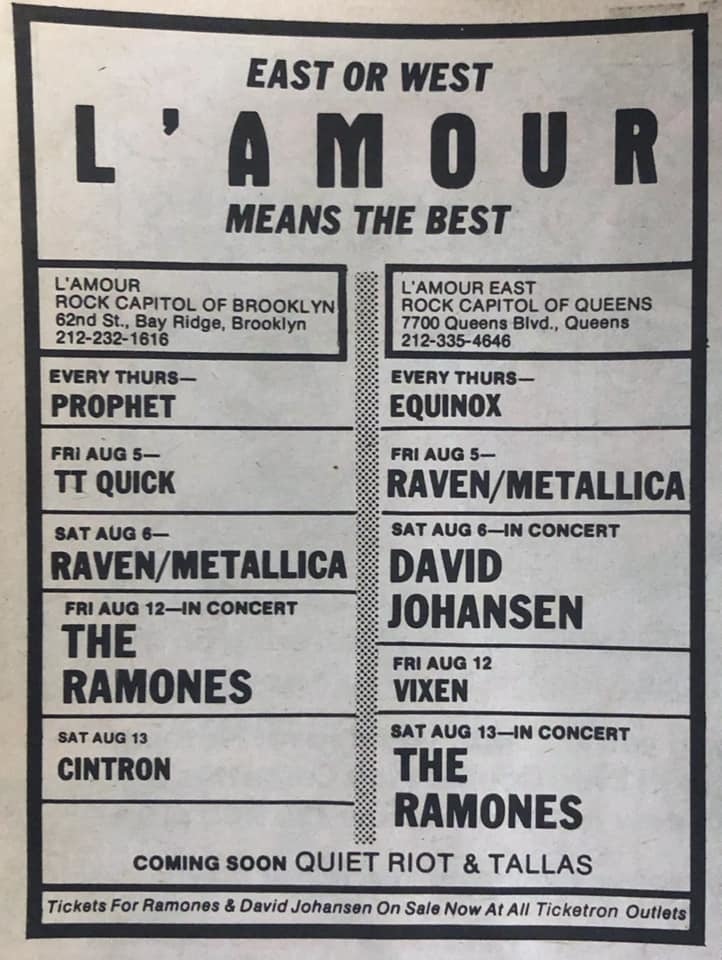 EAST OR WEST
L'AMOUR
MEANS THE BEST
L'AMOUR
ROCK CAPITOL OF BROOKLYN
62nd St., Bay Ridge, Brooklyn
212-232-1616
EVERY THURS—
PROPHET
FRI AUG 5—
TT QUICK
SAT AUG 6—
RAVEN/METALLICA
FRI AUG 12—IN CONCERT
THE
RAMONES
SAT AUG 13
CINTRON
L'AMOUR EAST
ROCK CAPITOL OF QUEENS
7700 Queens Blvd., Queens
212-335-4646
EVERY THURS—
EQUINOX
FRI AUG 5—
RAVEN/METALLICA
SAT AUG 6—IN CONCERT
DAVID
JOHANSEN
FRI AUG 12
VIXEN
SAT AUG 13—IN CONCERT
THE
RAMONES
COMING SOON QUIET RIOT & TALLAS
Tickets For Ramones & David Johansen On Sale Now At All Ticketron Outlets